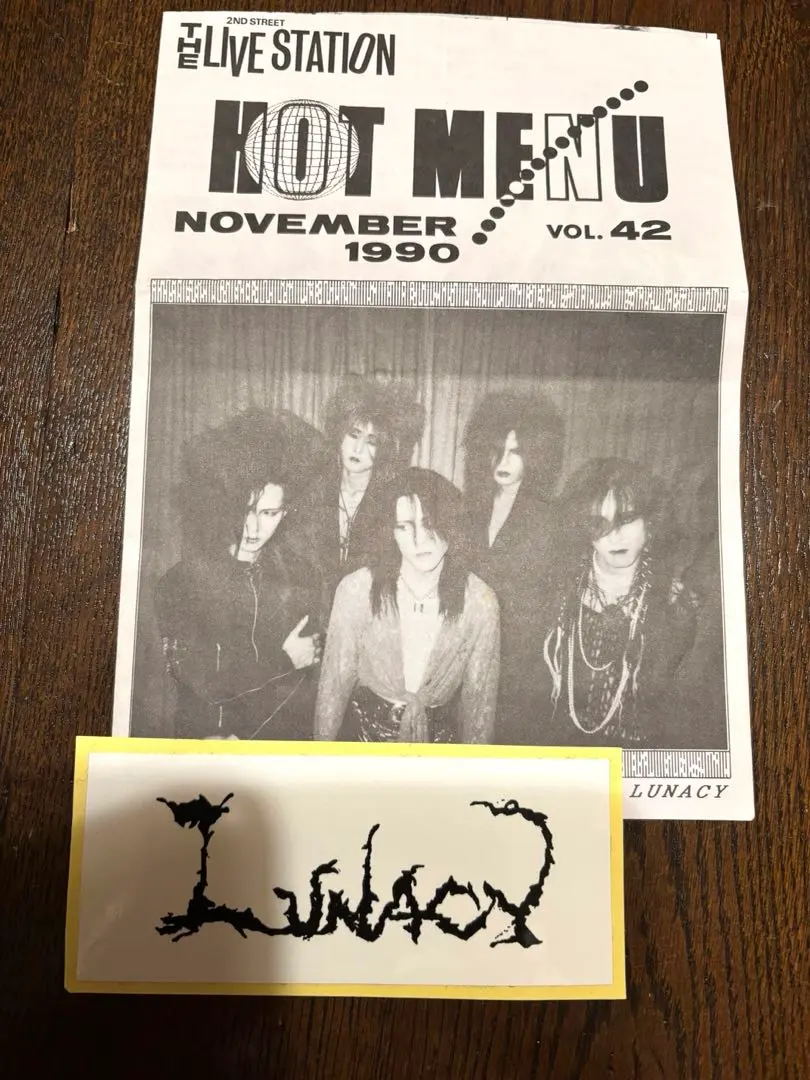 2ND STREET
THE LIVE STATION
HOT MENU
NOVEMBER
1990
VOL. 42
LUNACY
LUNACY